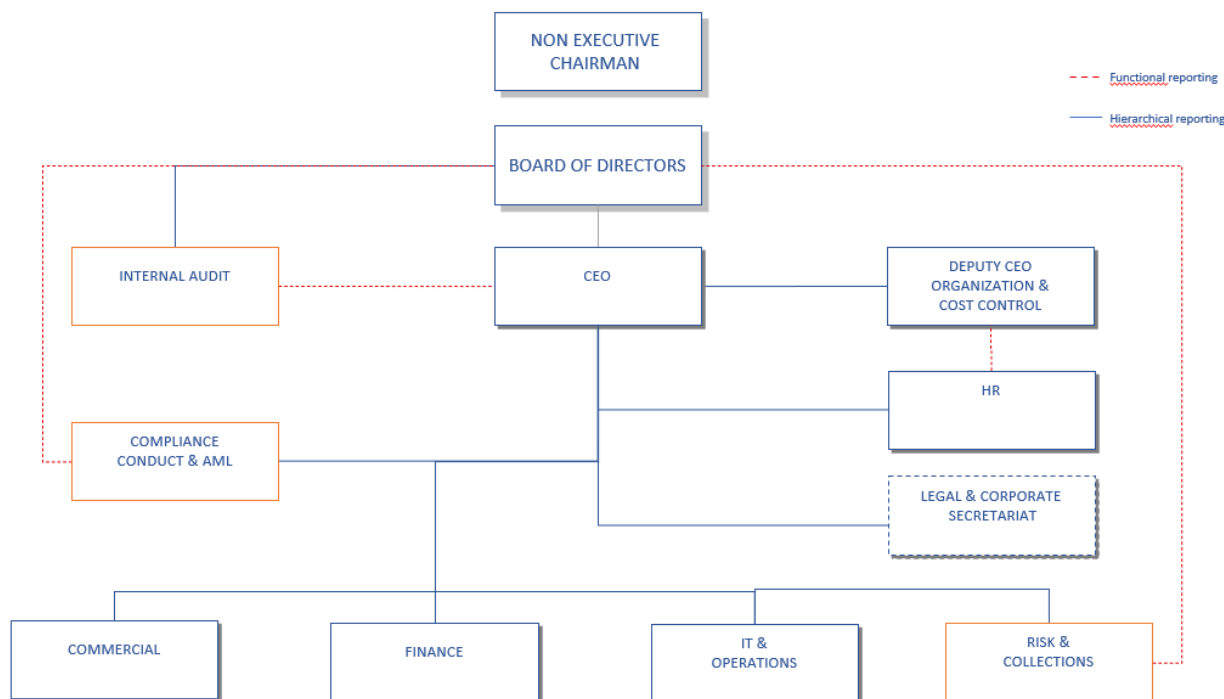 NON EXECUTIVE
CHAIRMAN
Functional reporting
Hierarchical reporting
BOARD OF DIRECTORS
INTERNAL AUDIT
CEO
DEPUTY CEO
ORGANIZATION &
COST CONTROL
HR
COMPLIANCE
CONDUCT & AML
LEGAL & CORPORATE
SECRETARIAT
COMMERCIAL
FINANCE
IT &
OPERATIONS
RISK &
COLLECTIONS